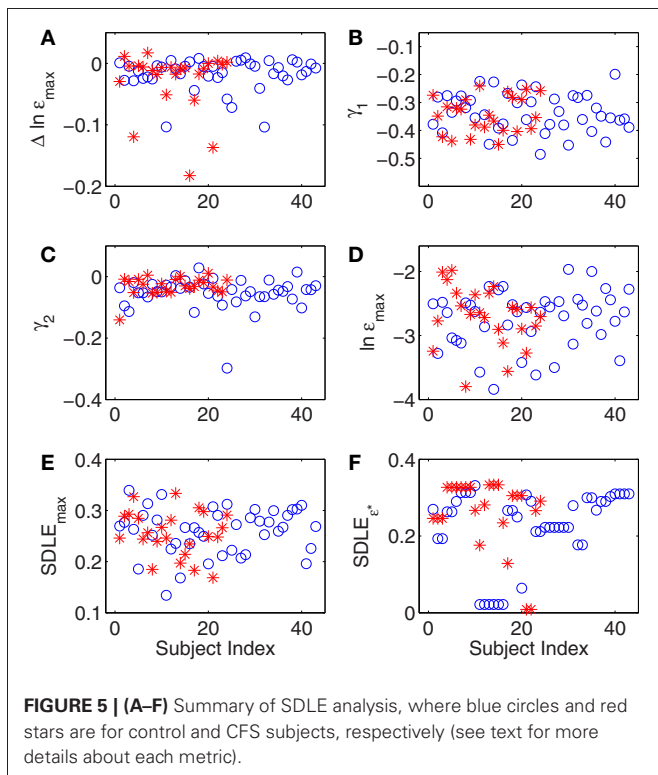 A
B
0
−0.1
−0.2
Δ ln ε_max
0 20 40
−0.1
−0.2
−0.3
−0.4
−0.5
γ_1
0 20 40
C
D
0
−0.2
−0.4
γ_2
0 20 40
−2
−3
−4
ln ε_max
0 20 40
E
F
0.4
0.3
0.2
0.1
SDLE_max
0 20 40
Subject Index
0.4
0.2
0
SDLE_ε*
0 20 40
Subject Index
FIGURE 5 | (A–F) Summary of SDLE analysis, where blue circles and red
stars are for control and CFS subjects, respectively (see text for more
details about each metric).